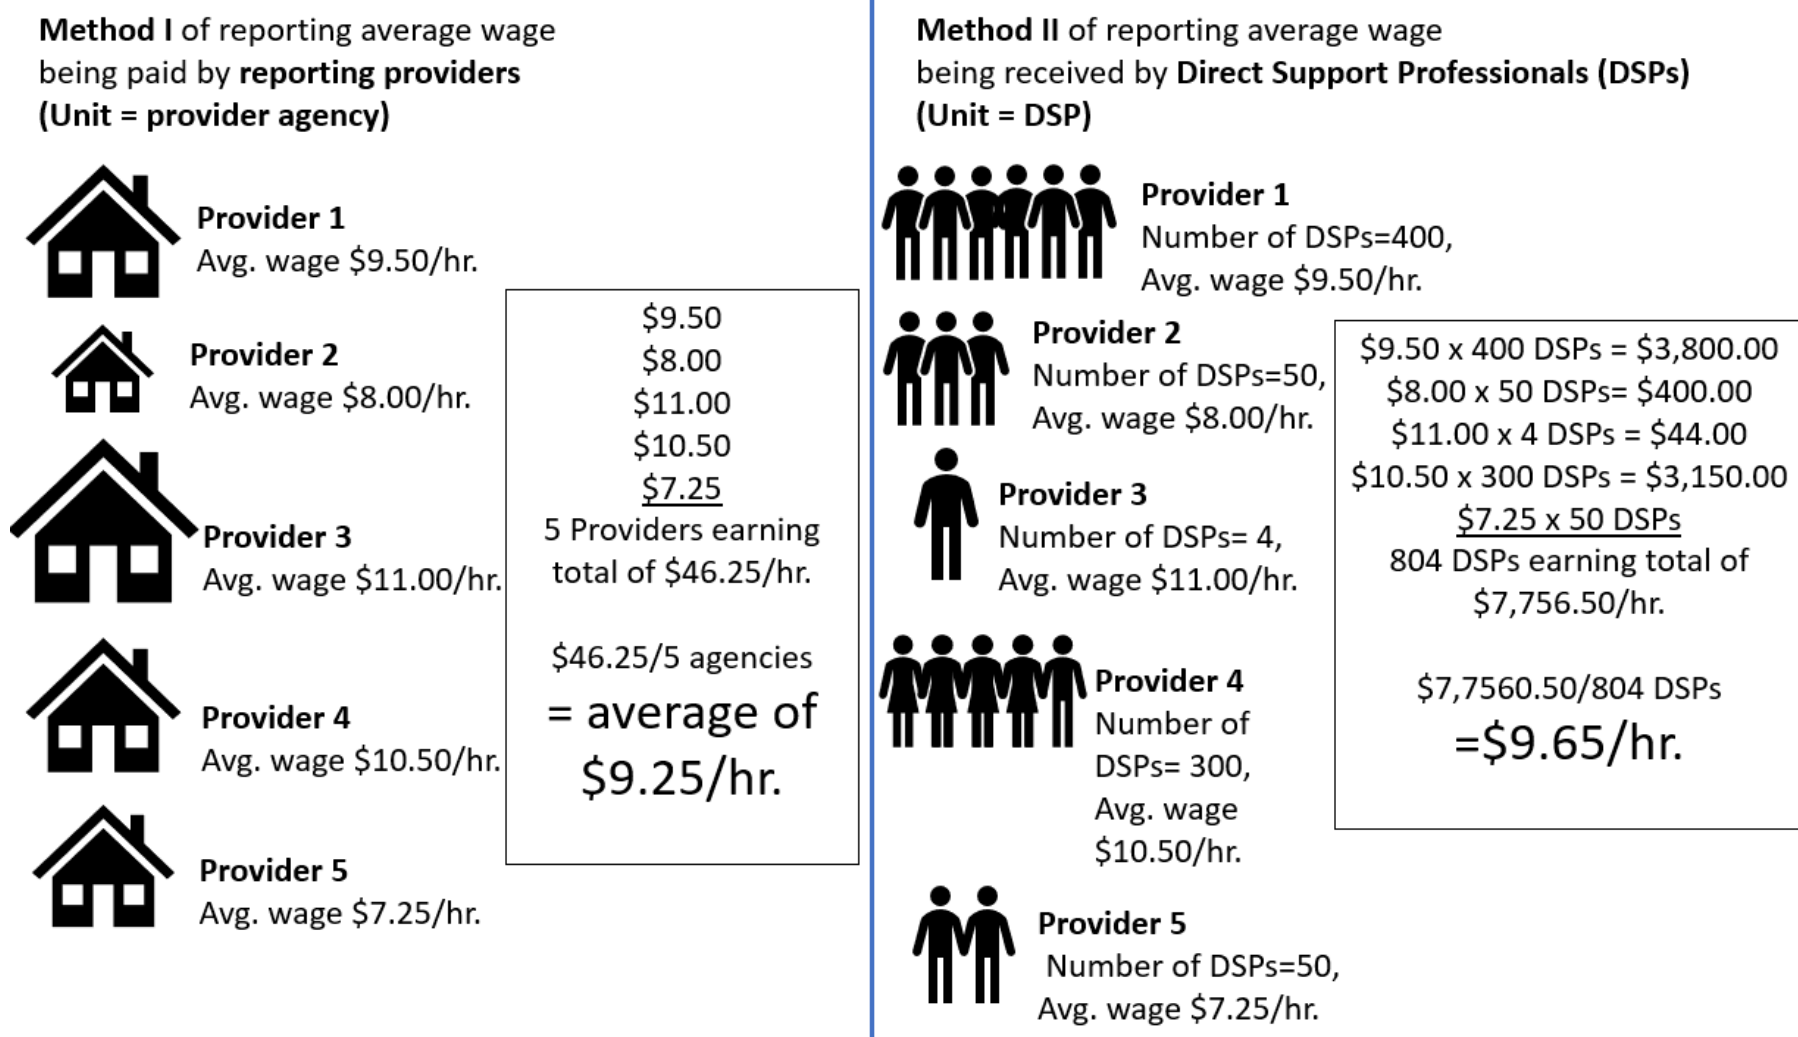 Method I of reporting average wage
being paid by reporting providers
(Unit = provider agency)
Provider 1
Avg. wage $9.50/hr.
Provider 2
Avg. wage $8.00/hr.
Provider 3
Avg. wage $11.00/hr.
Provider 4
Avg. wage $10.50/hr.
Provider 5
Avg. wage $7.25/hr.
$9.50
$8.00
$11.00
$10.50
$7.25
5 Providers earning
total of $46.25/hr.
$46.25/5 agencies
= average of
$9.25/hr.
Method II of reporting average wage
being received by Direct Support Professionals (DSPs)
(Unit = DSP)
Provider 1
Number of DSPs=400,
Avg. wage $9.50/hr.
Provider 2
Number of DSPs=50,
Avg. wage $8.00/hr.
Provider 3
Number of DSPs= 4,
Avg. wage $11.00/hr.
Provider 4
Number of
DSPs= 300,
Avg. wage
$10.50/hr.
Provider 5
Number of DSPs=50,
Avg. wage $7.25/hr.
$9.50 x 400 DSPs = $3,800.00
$8.00 x 50 DSPs= $400.00
$11.00 x 4 DSPs = $44.00
$10.50 x 300 DSPs = $3,150.00
$7.25 x 50 DSPs
804 DSPs earning total of
$7,756.50/hr.
$7,7560.50/804 DSPs
=$9.65/hr.